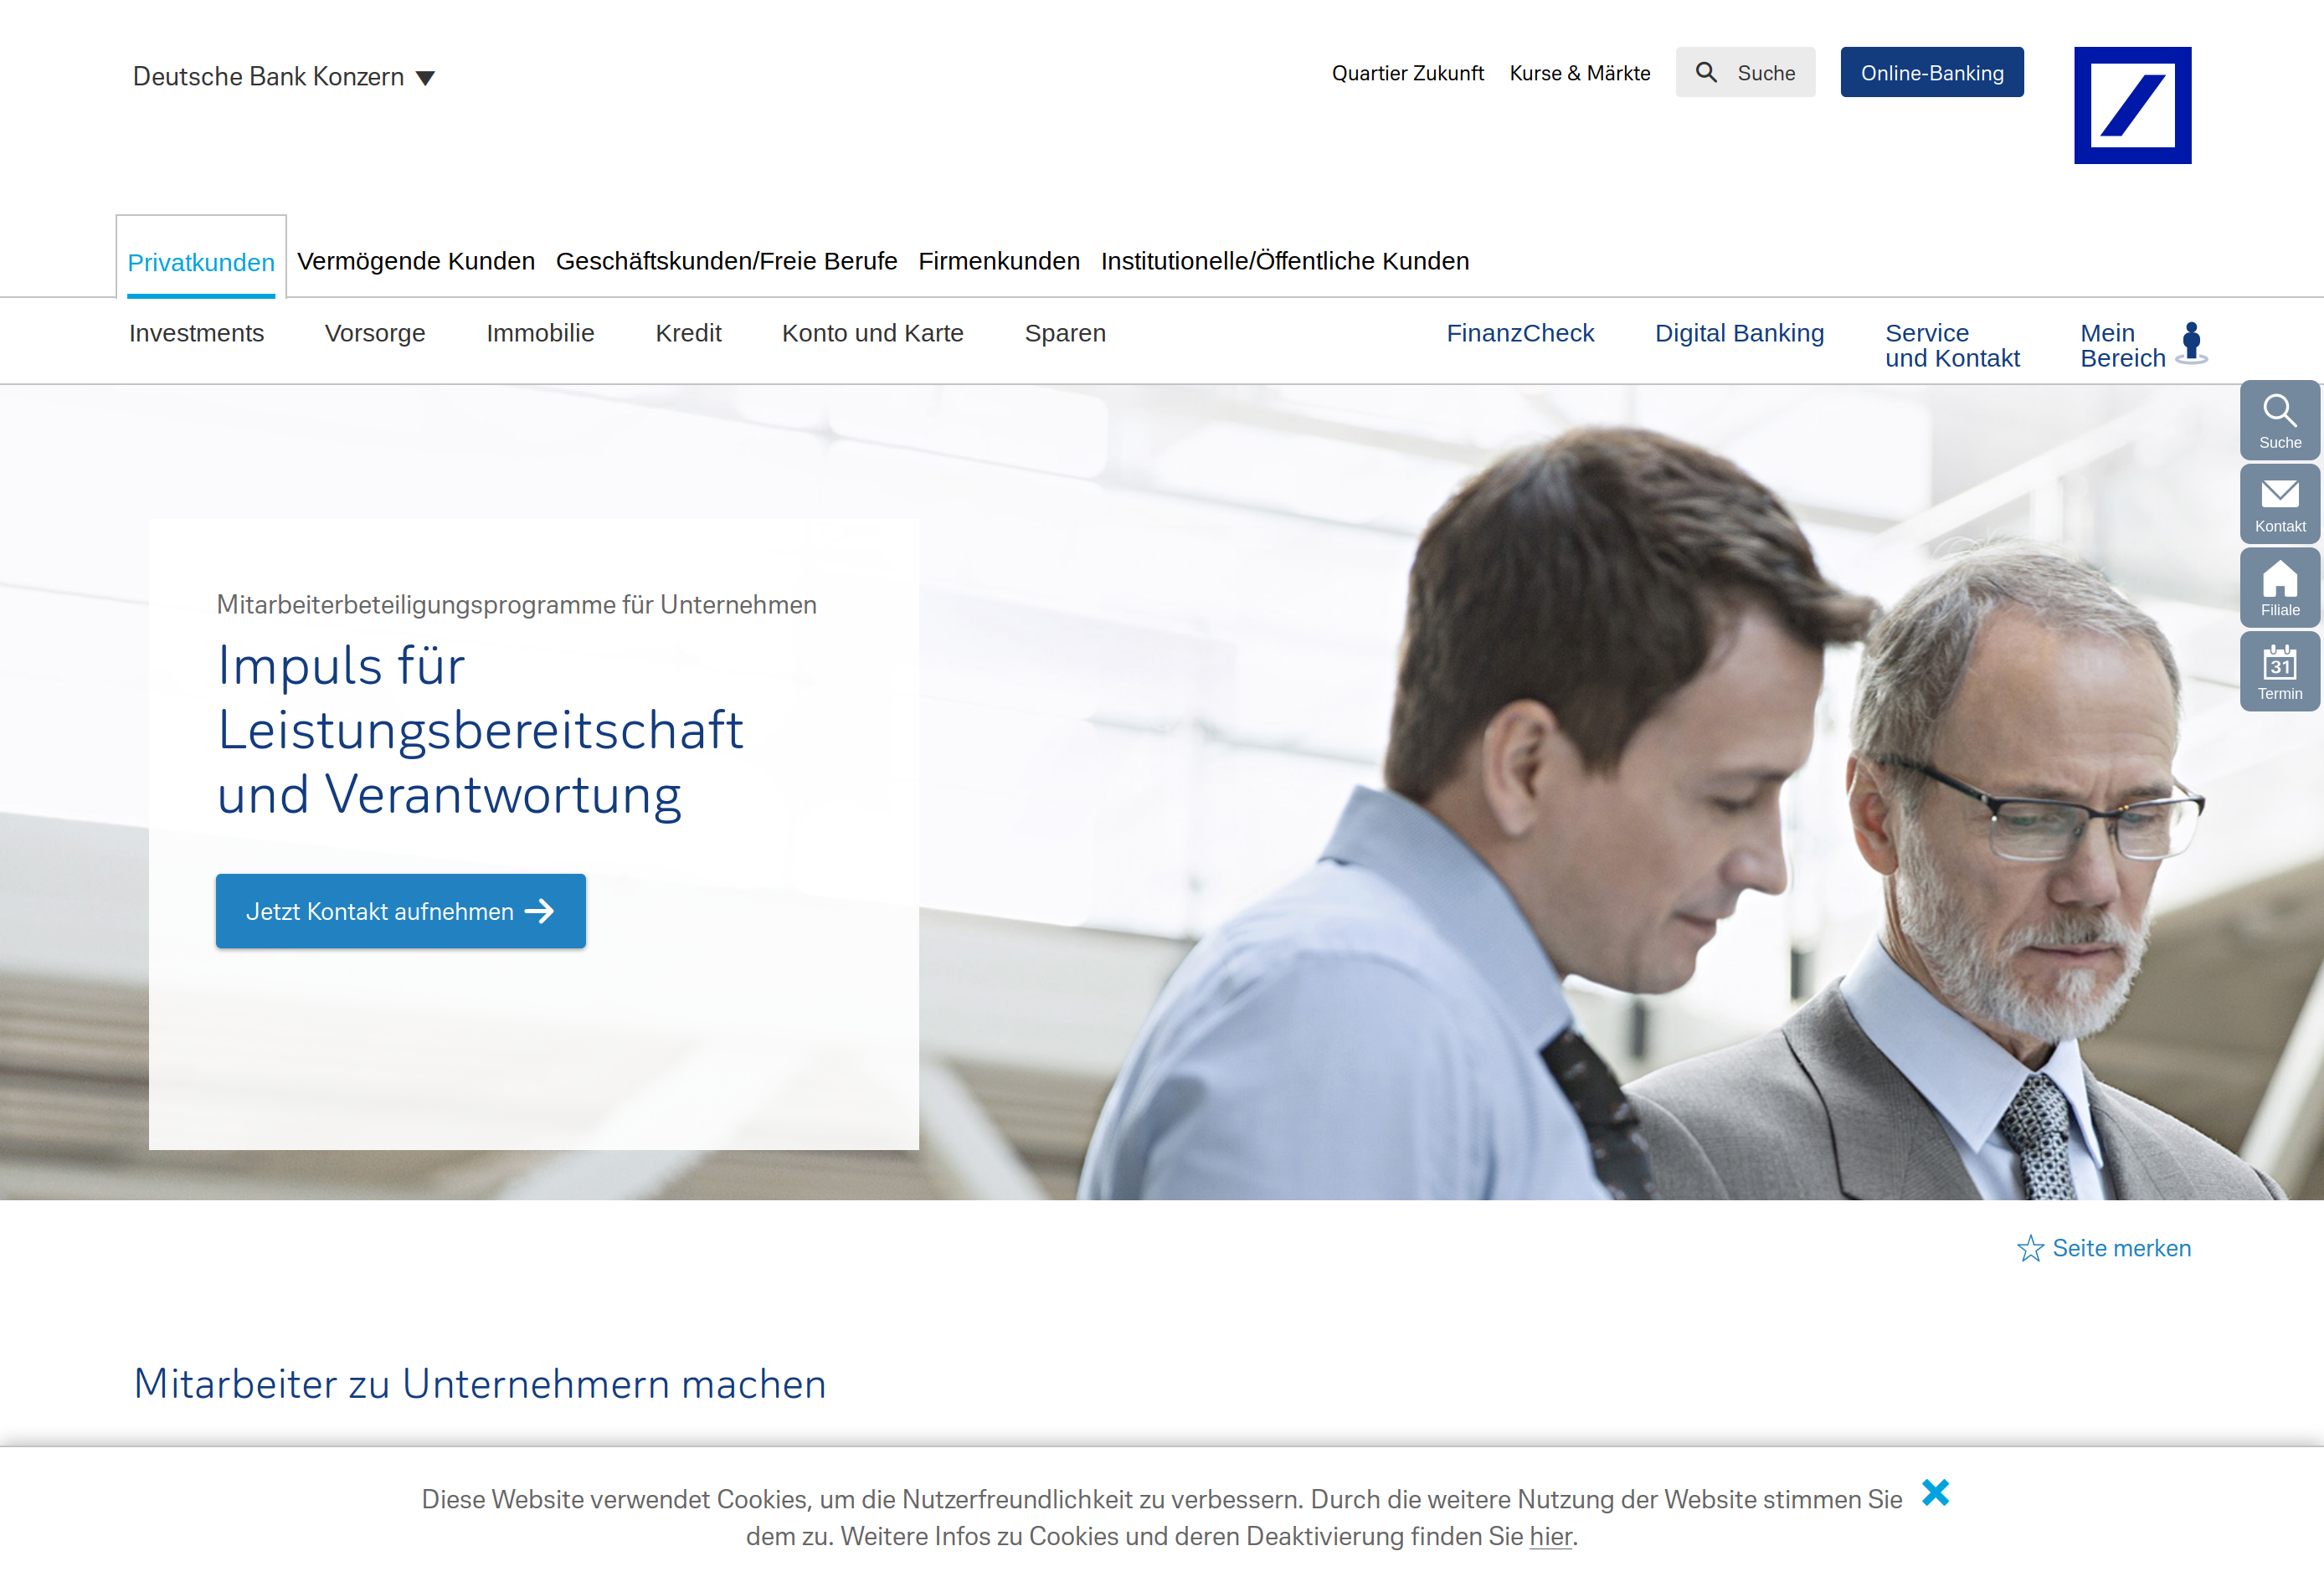 Deutsche Bank Konzern
Quartier Zukunft
Kurse & Märkte
Suche
Online-Banking
Privatkunden
Vermögende Kunden
Geschäftskunden/Freie Berufe
Firmenkunden
Institutionelle/Öffentliche Kunden
Investments
Vorsorge
Immobilie
Kredit
Konto und Karte
Sparen
FinanzCheck
Digital Banking
Service
und Kontakt
Mein
Bereich
Suche
Kontakt
Filiale
31
Termin
Mitarbeiterbeteiligungsprogramme für Unternehmen
Impuls für
Leistungsbereitschaft
und Verantwortung
Jetzt Kontakt aufnehmen
Seite merken
Mitarbeiter zu Unternehmern machen
Diese Website verwendet Cookies, um die Nutzerfreundlichkeit zu verbessern. Durch die weitere Nutzung der Website stimmen Sie
dem zu. Weitere Infos zu Cookies und deren Deaktivierung finden Sie hier.